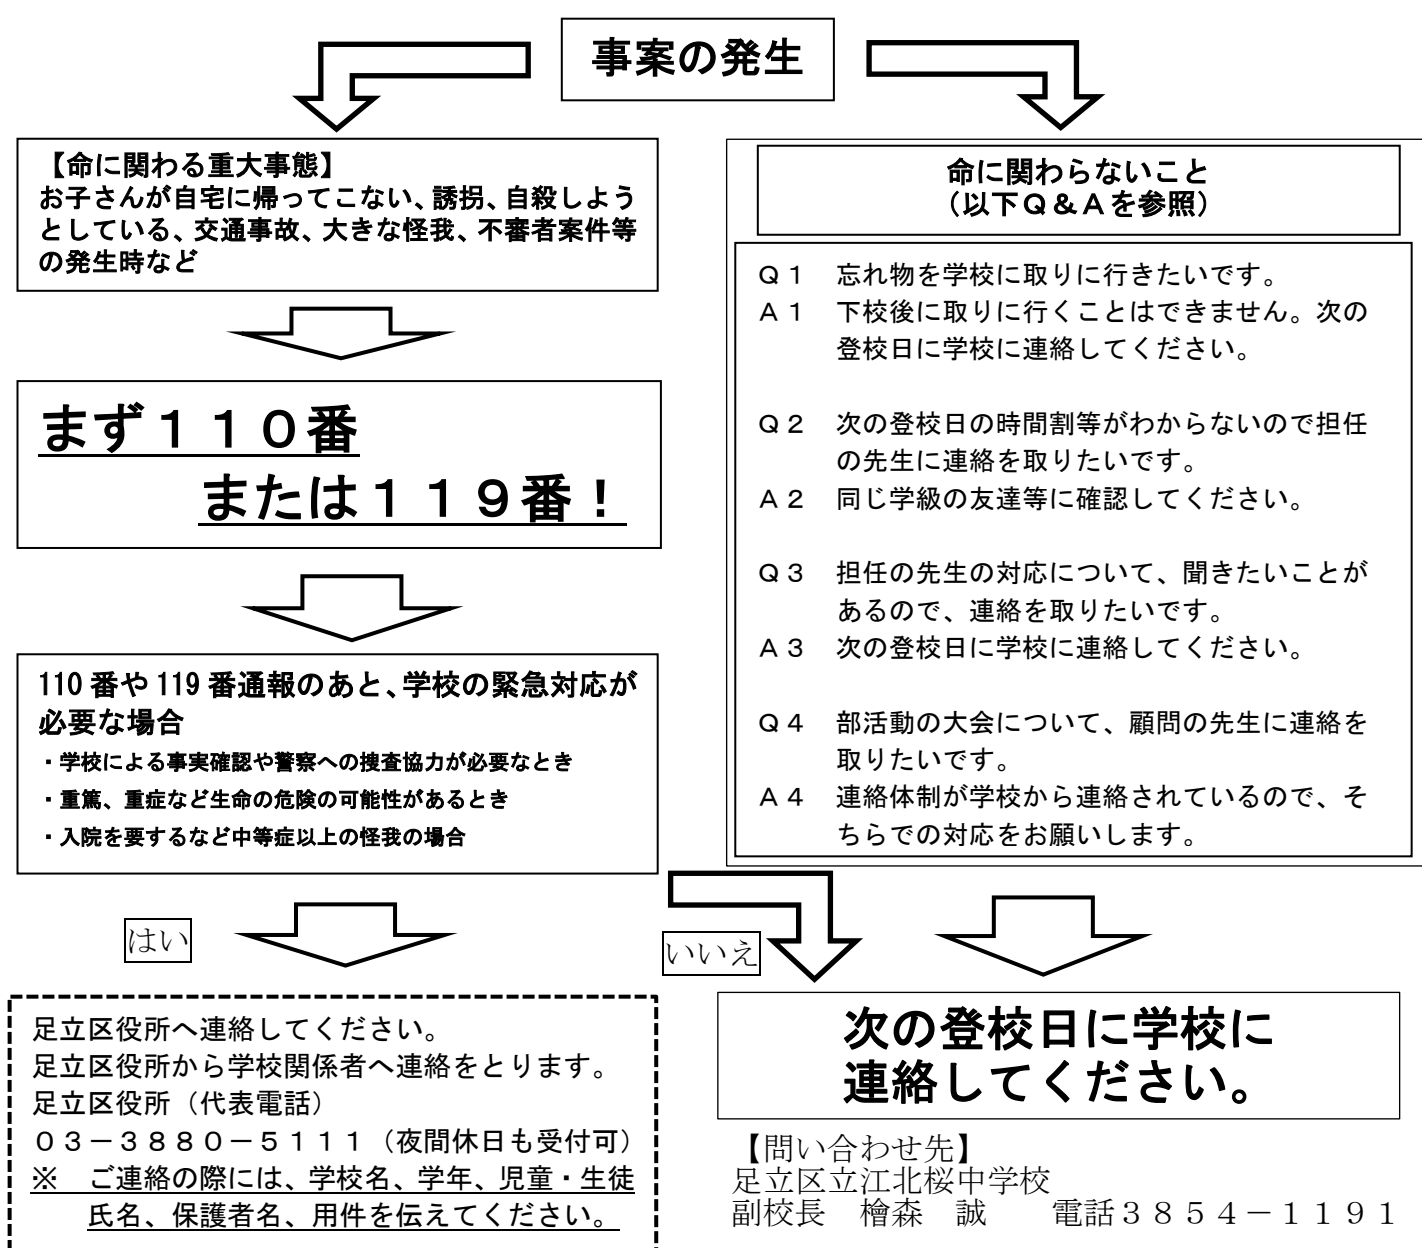 事案の発生
【命に関わる重大事態】
お子さんが自宅に帰ってこない、誘拐、自殺しよう
としている、交通事故、大きな怪我、不審者案件等
の発生時など
まず１１０番
または１１９番！
110番や119番通報のあと、学校の緊急対応が
必要な場合
・学校による事実確認や警察への捜査協力が必要なとき
・重篤、重症など生命の危険の可能性があるとき
・入院を要するなど中等症以上の怪我の場合
はい
いいえ
足立区役所へ連絡してください。
足立区役所から学校関係者へ連絡をとります。
足立区役所（代表電話）
０３－３８８０－５１１１（夜間休日も受付可）
※　ご連絡の際には、学校名、学年、児童・生徒
氏名、保護者名、用件を伝えてください。
命に関わらないこと
（以下Ｑ＆Ａを参照）
Ｑ１　忘れ物を学校に取りに行きたいです。
Ａ１　下校後に取りに行くことはできません。次の
登校日に学校に連絡してください。
Ｑ２　次の登校日の時間割等がわからないので担任
の先生に連絡を取りたいです。
Ａ２　同じ学級の友達等に確認してください。
Ｑ３　担任の先生の対応について、聞きたいことが
あるので、連絡を取りたいです。
Ａ３　次の登校日に学校に連絡してください。
Ｑ４　部活動の大会について、顧問の先生に連絡を
取りたいです。
Ａ４　連絡体制が学校から連絡されているので、そ
ちらでの対応をお願いします。
次の登校日に学校に
連絡してください。
【問い合わせ先】
足立区立江北桜中学校
副校長　檜森　誠　　電話３８５４－１１９１